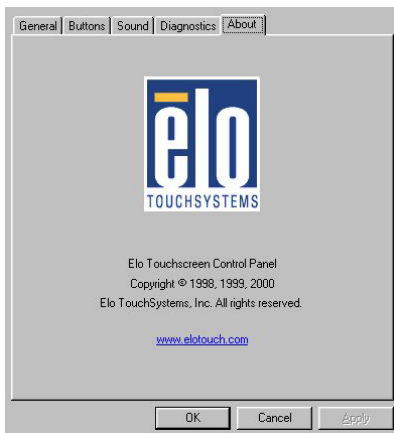 General Buttons Sound Diagnostics About
ēlo
TOUCHSYSTEMS
Elo Touchscreen Control Panel
Copyright © 1998, 1999, 2000
Elo TouchSystems, Inc. All rights reserved.
www.elotouch.com
OK Cancel Apply